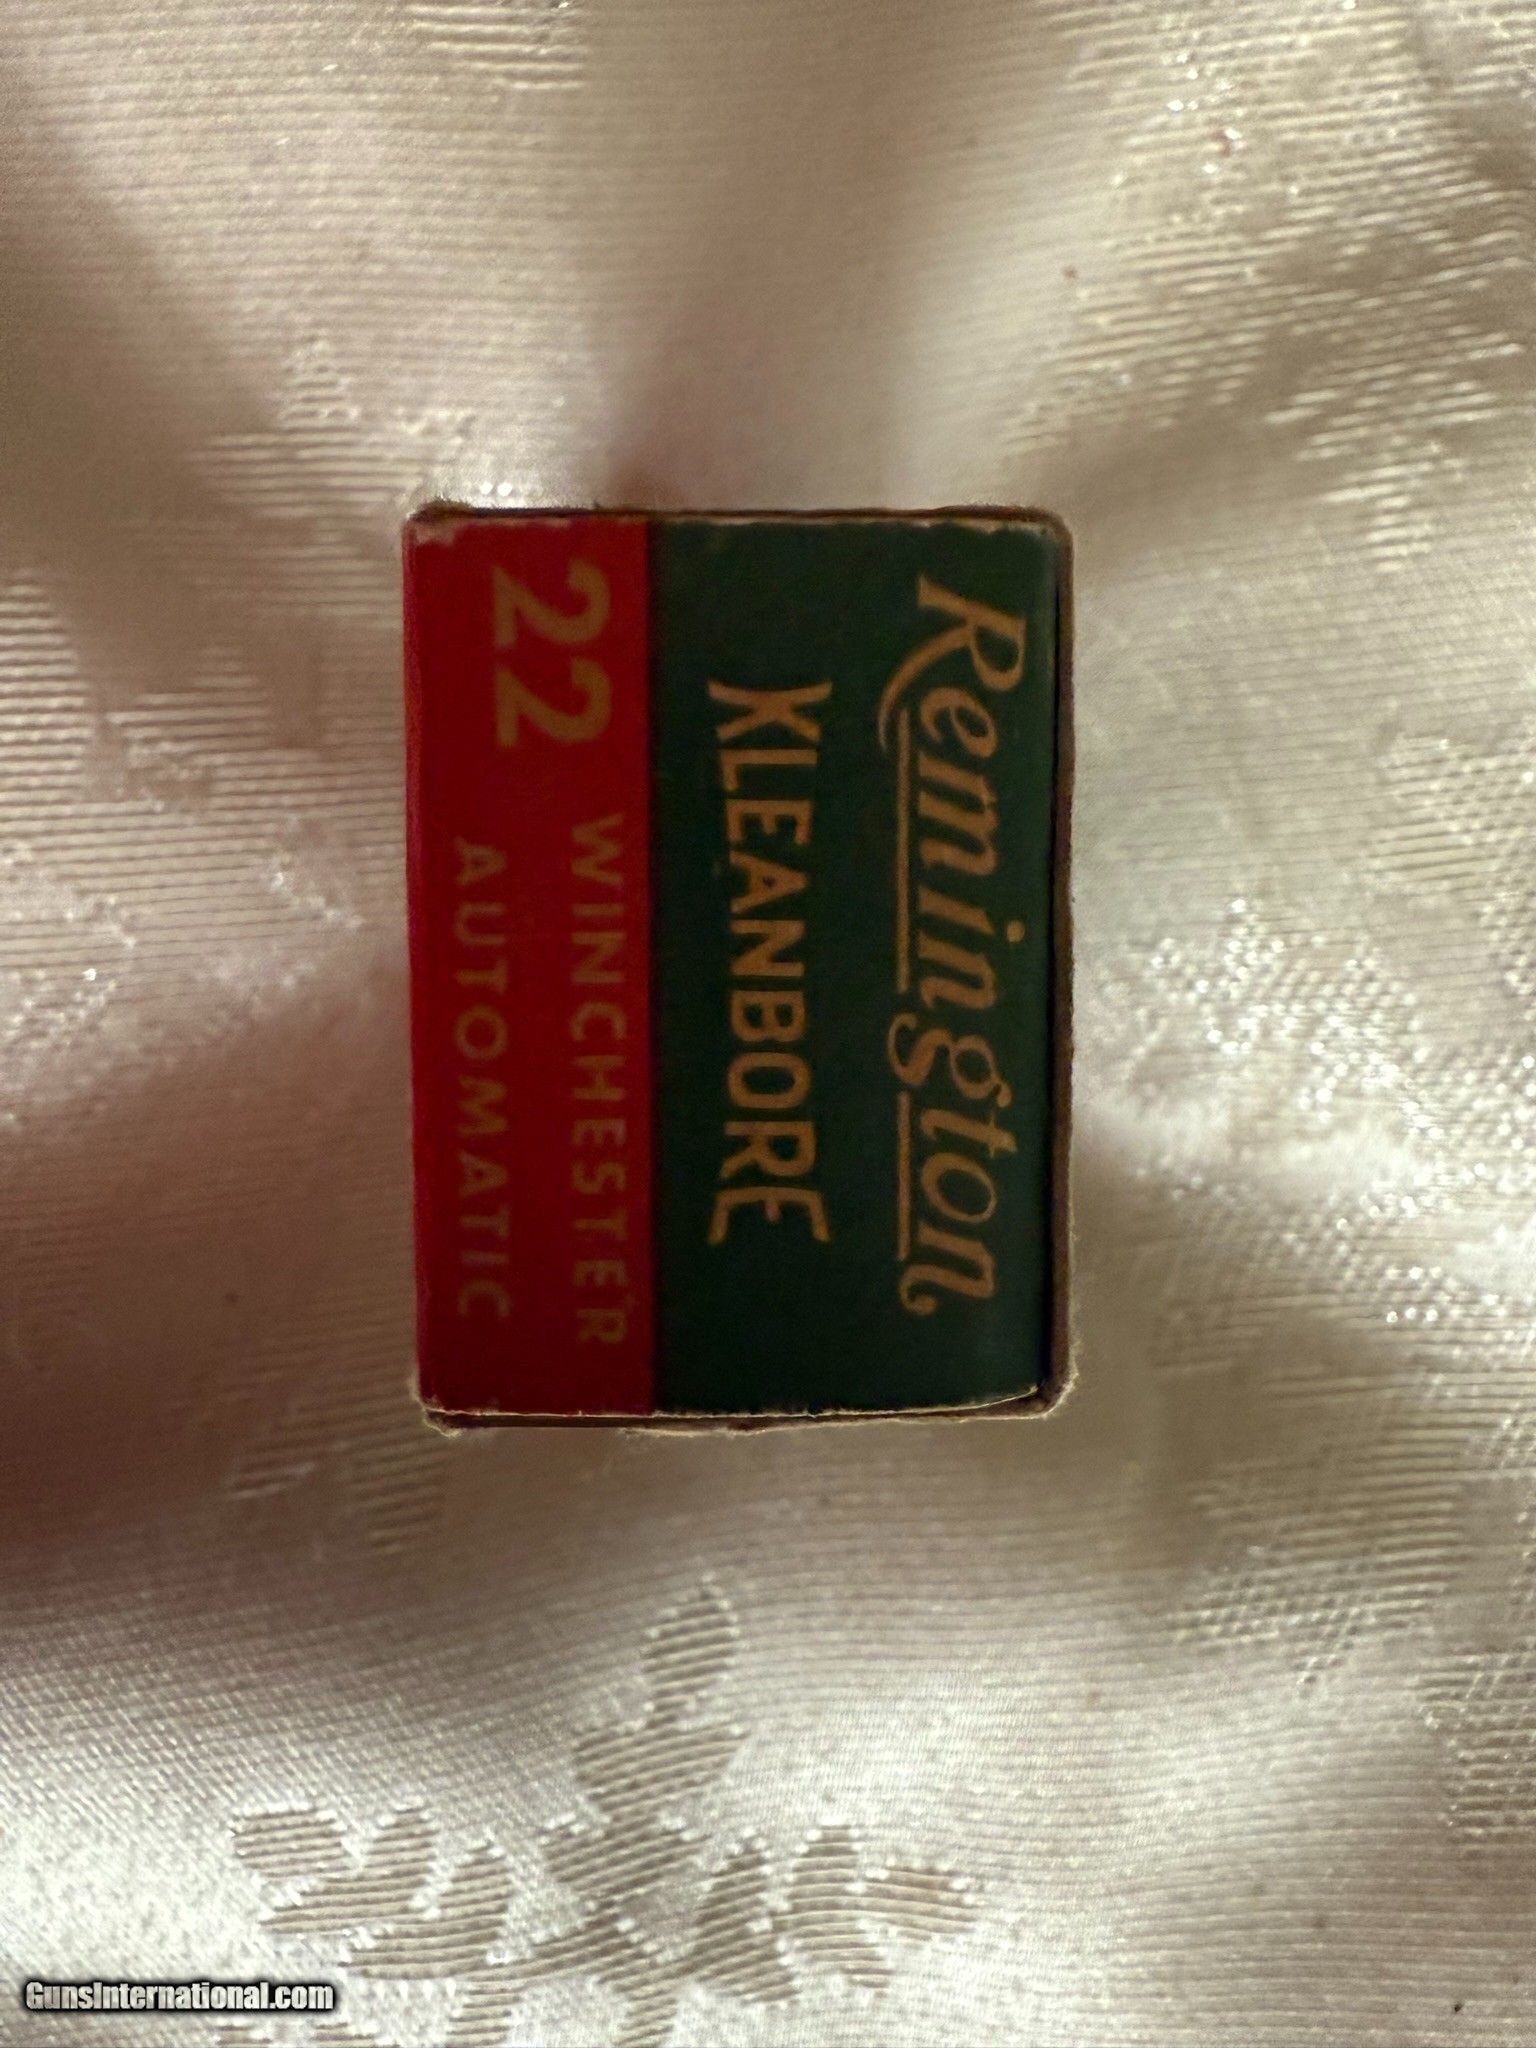 Remington
KLEANBORE
22 WINCHESTER
AUTOMATIC
GunsInternational.com